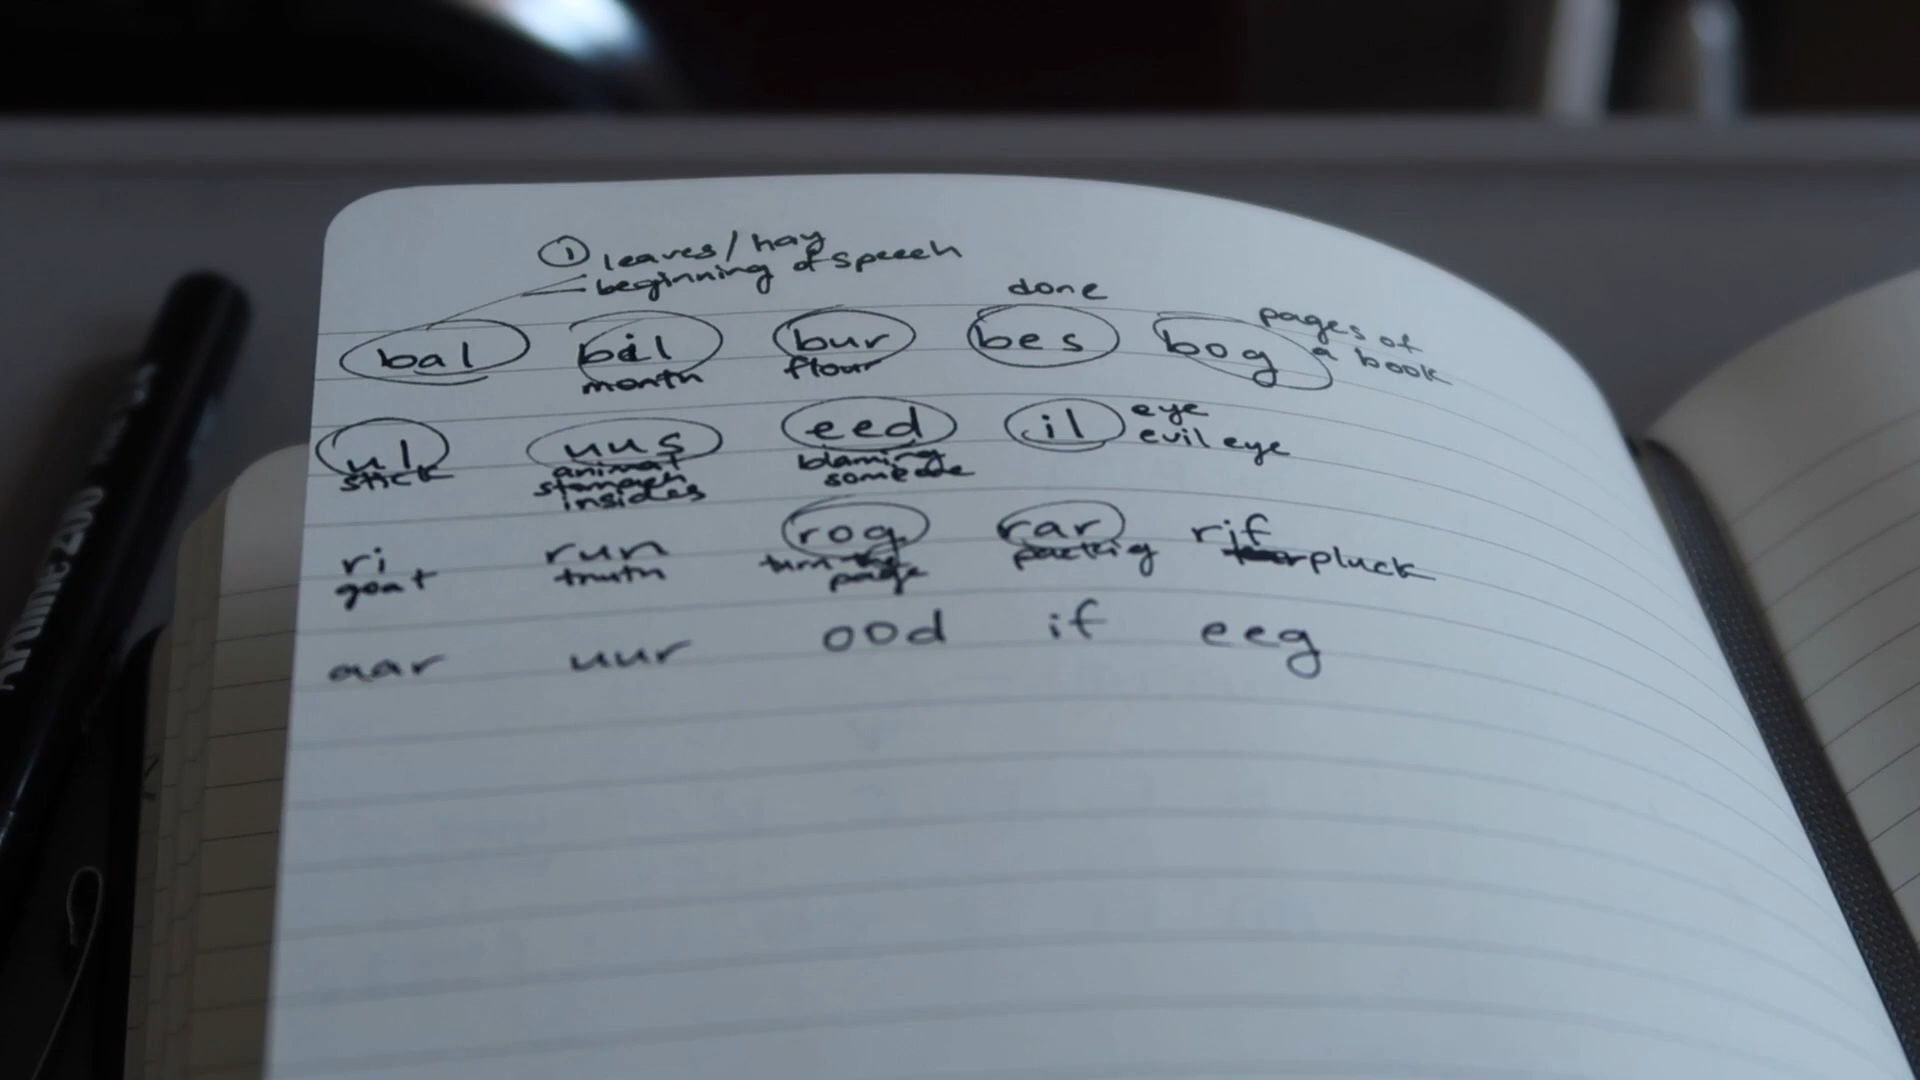 ① leaves/hay
beginning of speech
done
pages of
a book
bal bil bur bes bog
month flour
ul uus eed il eye
evil eye
stick animal blaming
stomach someone
insides
ri run rog rar rif
goat truth turn the packing pluck
page
aar uur ood if eeg